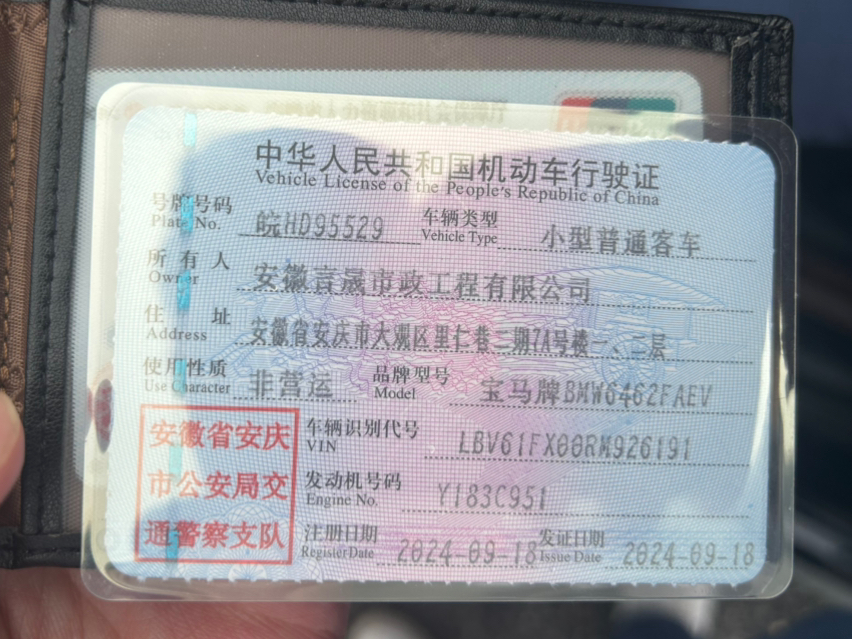 中华人民共和国机动车行驶证
Vehicle License of the People's Republic of China
号牌号码 皖HD95529 车辆类型 小型普通客车
Plate No. Vehicle Type
所有人 安徽言晟市政工程有限公司
Owner
住址 安徽省安庆市大观区里仁巷二期7A号楼一、二层
Address
使用性质 非营运 品牌型号 宝马牌BMW6462FAEV
Use Character Model
安徽省安庆
市公安局交
通警察支队
车辆识别代号 LBV61FX00RM926191
VIN
发动机号码 Y183C951
Engine No.
注册日期 2024-09-18 发证日期 2024-09-18
Register Date Issue Date